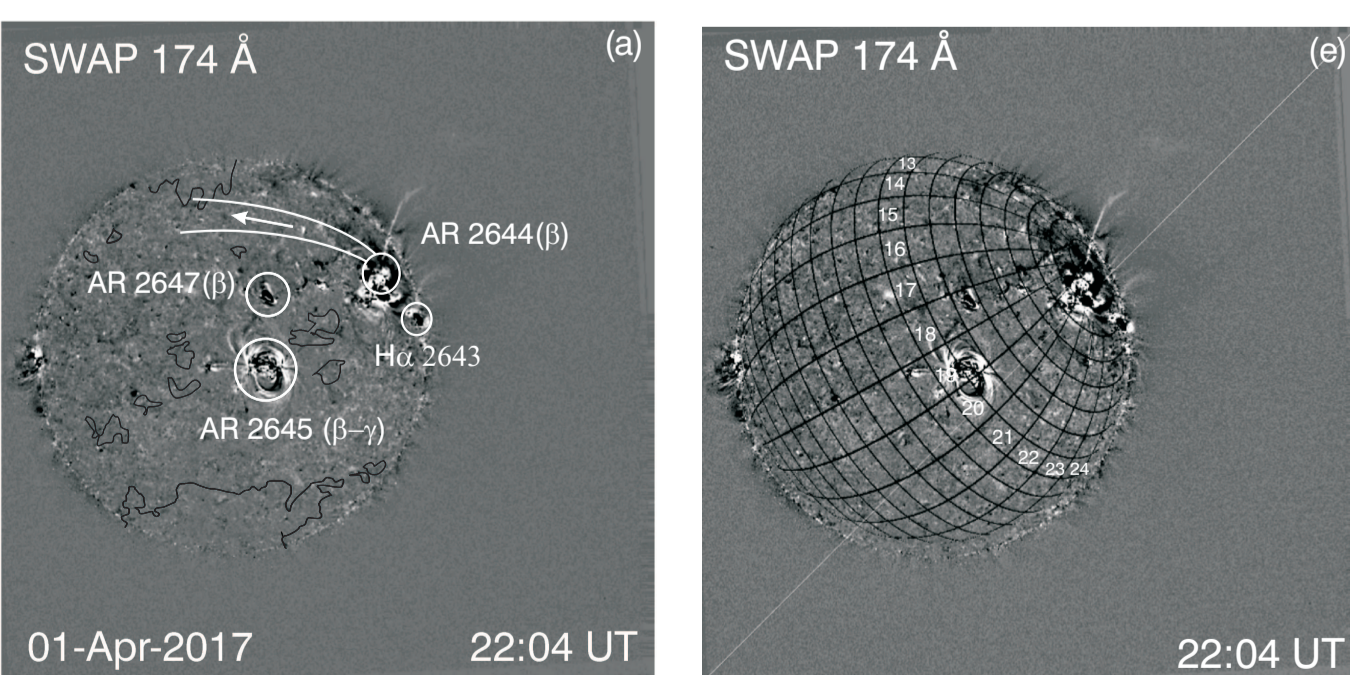 SWAP 174 Å
(a)
AR 2644(β)
AR 2647(β)
Hα 2643
AR 2645 (β–γ)
01-Apr-2017
22:04 UT
SWAP 174 Å
(e)
13
14
15
16
17
18
19
20
21
22
23
24
22:04 UT